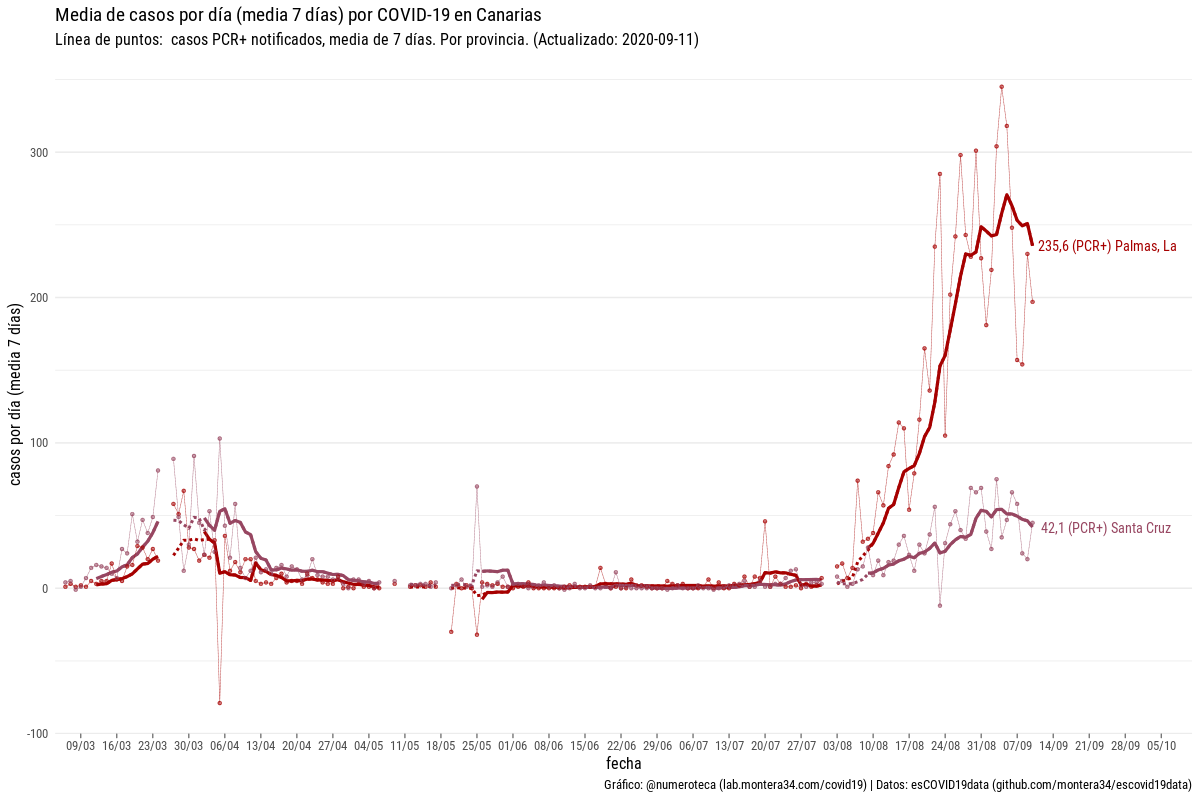 Media de casos por día (media 7 días) por COVID-19 en Canarias
Línea de puntos:  casos PCR+ notificados, media de 7 días. Por provincia. (Actualizado: 2020-09-11)
casos por día (media 7 días)
300
200
100
0
-100
235,6 (PCR+) Palmas, La
42,1 (PCR+) Santa Cruz
09/03 16/03 23/03 30/03 06/04 13/04 20/04 27/04 04/05 11/05 18/05 25/05 01/06 08/06 15/06 22/06 29/06 06/07 13/07 20/07 27/07 03/08 10/08 17/08 24/08 31/08 07/09 14/09 21/09 28/09 05/10
fecha
Gráfico: @numeroteca (lab.montera34.com/covid19) | Datos: esCOVID19data (github.com/montera34/escovid19data)